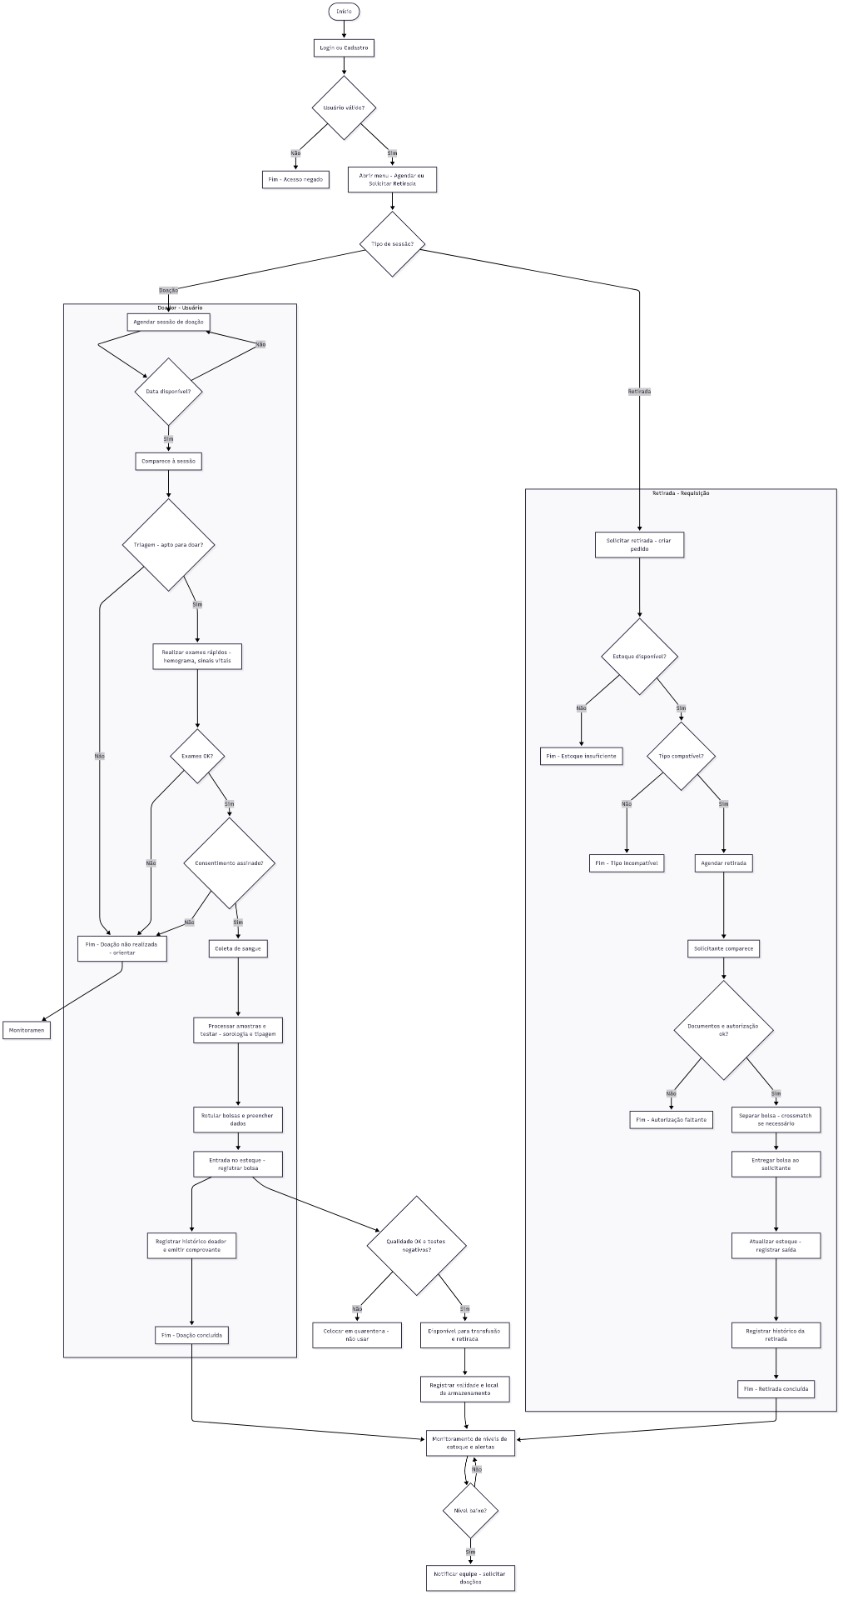 Início
Login ou Cadastro
Usuário válido?
Não
Sim
Fim - Acesso negado
Abrir menu - Agendar ou
Solicitar Retirada
Tipo de sessão?
Doação
Doador - Usuário
Agendar sessão de doação
Não
Data disponível?
Sim
Comparece à sessão
Triagem - apto para doar?
Sim
Realizar exames rápidos -
hemograma, sinais vitais
Não
Exames OK?
Sim
Não
Consentimento assinado?
Não
Sim
Fim - Doação não realizada
- orientar
Coleta de sangue
Monitoramen
Processar amostras e
testar - sorologia e tipagem
Rotular bolsas e preencher
dados
Entrada no estoque -
registrar bolsa
Registrar histórico doador
e emitir comprovante
Fim - Doação concluída
Qualidade OK e testes
negativos?
Não
Sim
Colocar em quarentena -
não usar
Disponível para transfusão
e retirada
Registrar validade e local
de armazenamento
Retirada
Retirada - Requisição
Solicitar retirada - criar
pedido
Estoque disponível?
Não
Sim
Fim - Estoque insuficiente
Tipo compatível?
Não
Sim
Fim - Tipo incompatível
Agendar retirada
Solicitante comparece
Documentos e autorização
ok?
Não
Sim
Fim - Autorização faltante
Separar bolsa - crossmatch
se necessário
Entregar bolsa ao
solicitante
Atualizar estoque -
registrar saída
Registrar histórico da
retirada
Fim - Retirada concluída
Monitoramento de níveis de
estoque e alertas
Não
Nível baixo?
Sim
Notificar equipe - solicitar
doações